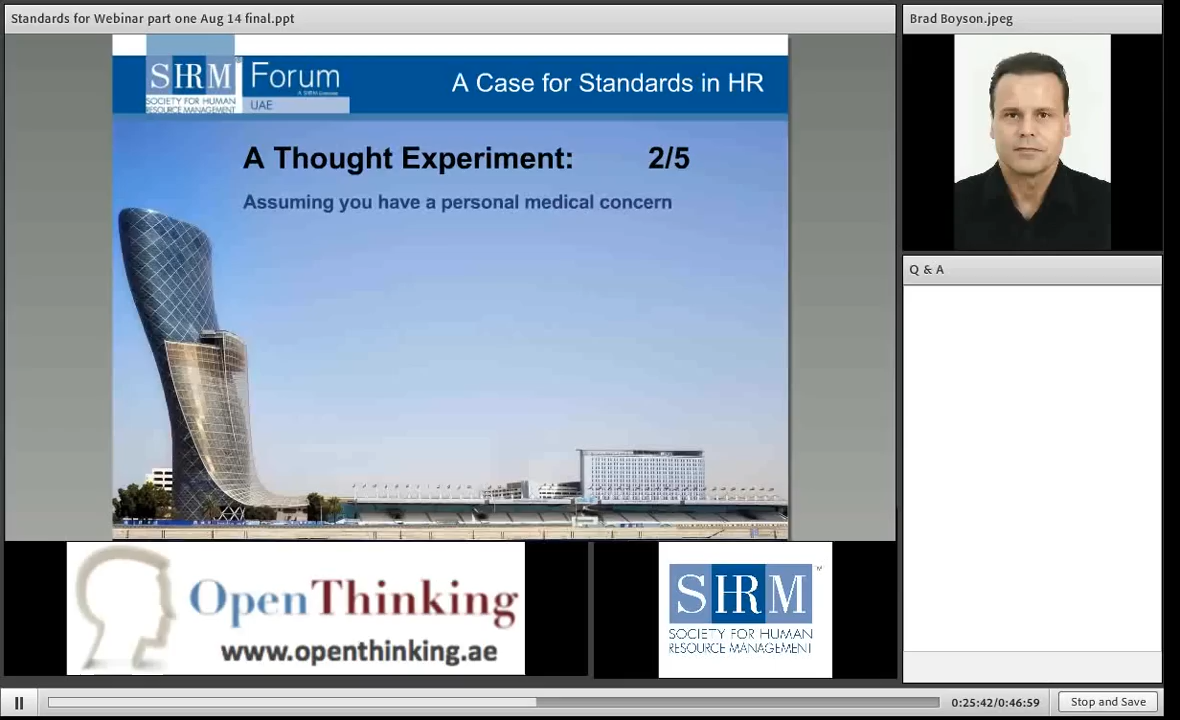 Standards for Webinar part one Aug 14 final.ppt
Brad Boyson.jpeg
SHRM Forum
A Case for Standards in HR
SOCIETY FOR HUMAN
RESOURCE MANAGEMENT
UAE
A Thought Experiment: 2/5
Assuming you have a personal medical concern
Q & A
OpenThinking
www.openthinking.ae
SHRM™
SOCIETY FOR HUMAN
RESOURCE MANAGEMENT
0:25:42/0:46:59
Stop and Save